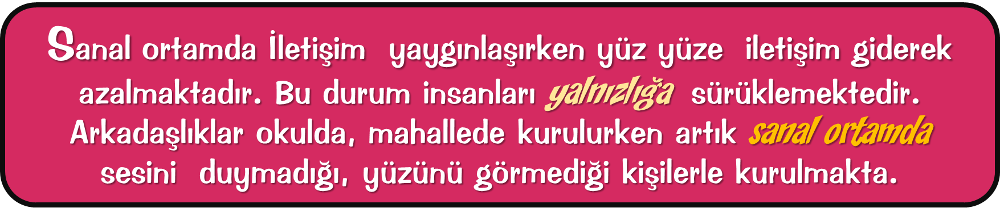 Sanal ortamda İletişim yaygınlaşırken yüz yüze iletişim giderek
azalmaktadır. Bu durum insanları yalnızlığa sürüklemektedir.
Arkadaşlıklar okulda, mahallede kurulurken artık sanal ortamda
sesini duymadığı, yüzünü görmediği kişilerle kurulmakta.